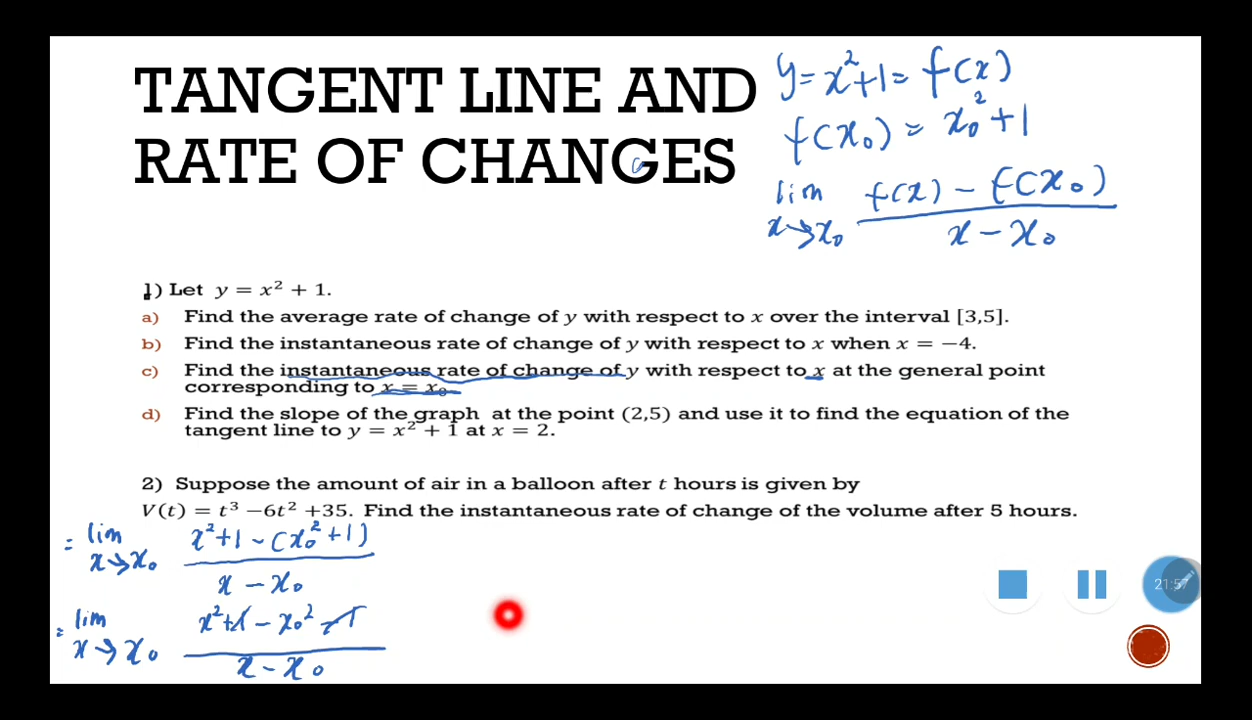 TANGENT LINE AND
RATE OF CHANGES
y = x² + 1 = f(x)
f(x₀) = x₀² + 1
lim x→x₀ f(x) − f(x₀) / x − x₀
1) Let y = x² + 1.
a) Find the average rate of change of y with respect to x over the interval [3,5].
b) Find the instantaneous rate of change of y with respect to x when x = −4.
c) Find the instantaneous rate of change of y with respect to x at the general point
corresponding to x = x₀
d) Find the slope of the graph at the point (2,5) and use it to find the equation of the
tangent line to y = x² + 1 at x = 2.
2) Suppose the amount of air in a balloon after t hours is given by
V(t) = t³ −6t² +35. Find the instantaneous rate of change of the volume after 5 hours.
= lim x→x₀ x² + 1 − (x₀² + 1) / x − x₀
= lim x→x₀ x² + 1 − x₀² − 1 / x − x₀
21:57